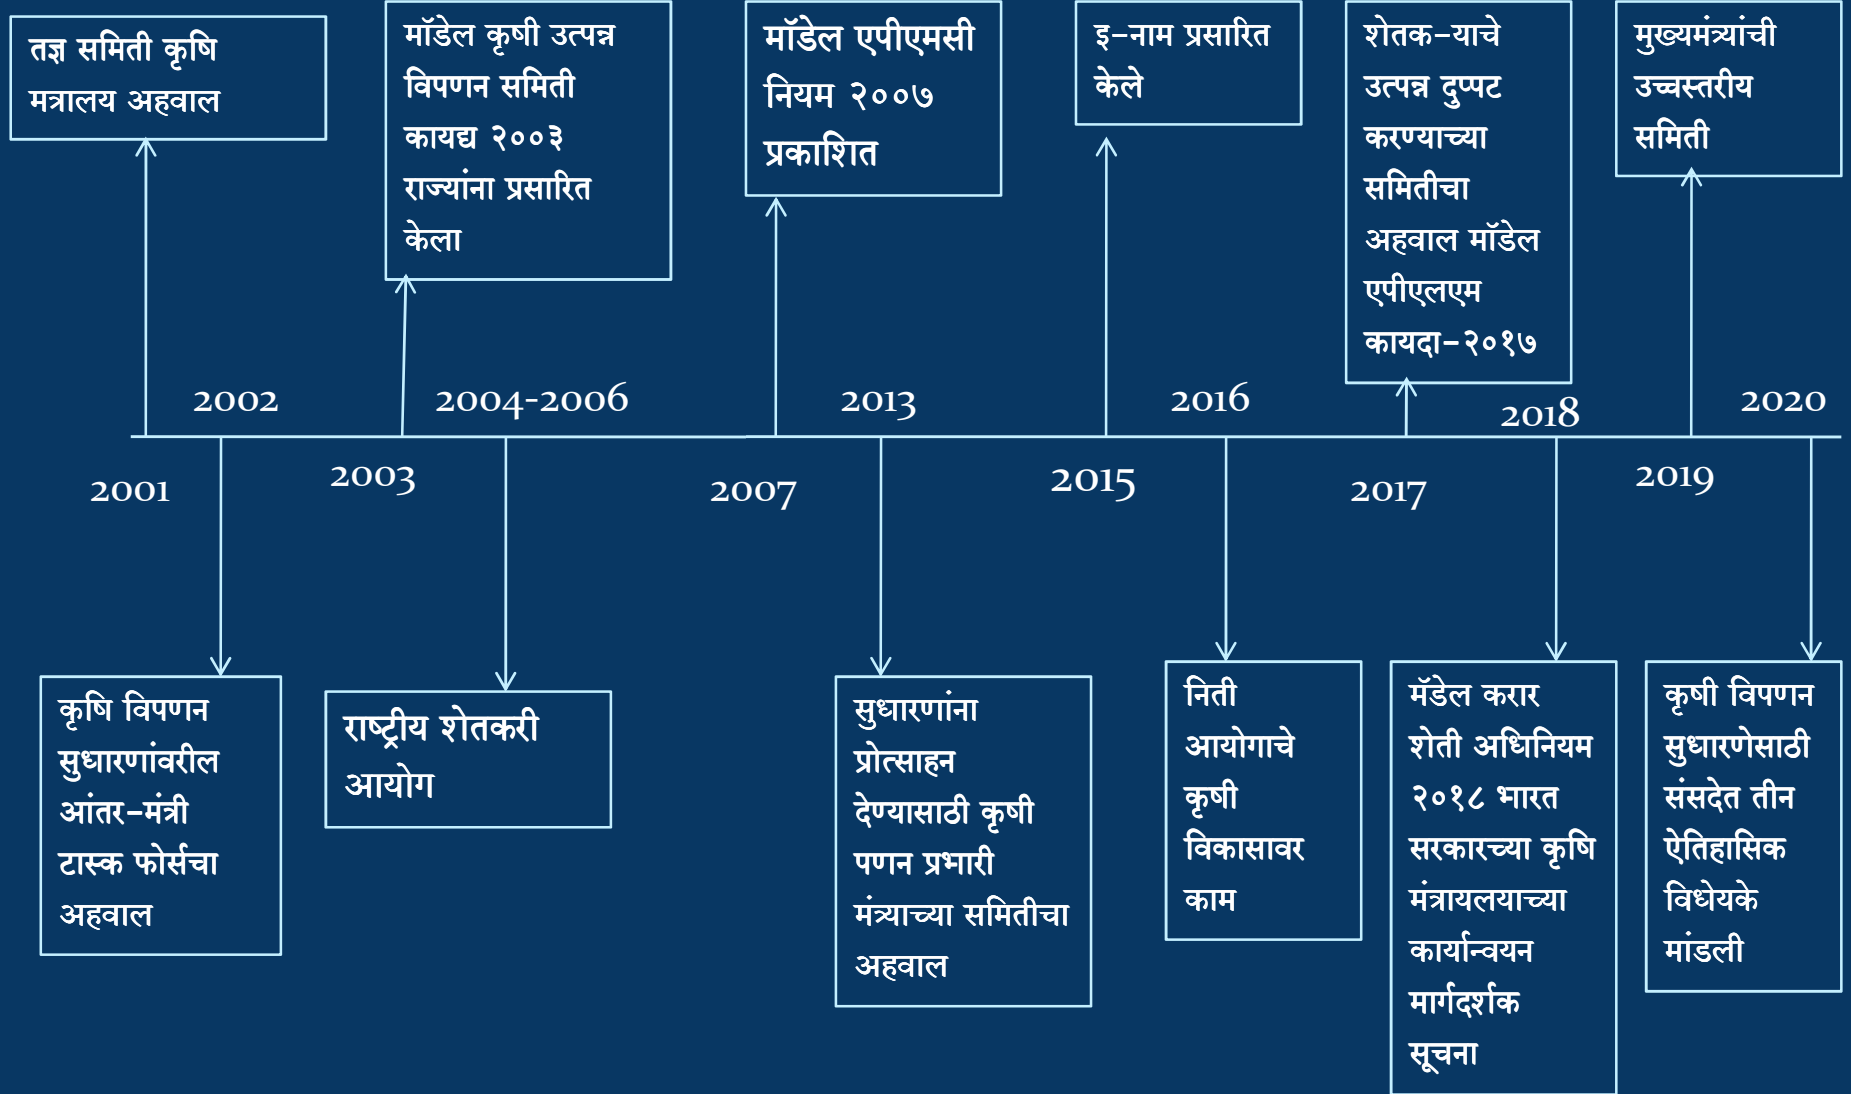 तज्ञ समिती कृषि
मत्रालय अहवाल
मॉडेल कृषी उत्पन्न
विपणन समिती
कायद्य २००३
राज्यांना प्रसारित
केला
मॉडेल एपीएमसी
नियम २००७
प्रकाशित
इ-नाम प्रसारित
केले
शेतक-याचे
उत्पन्न दुप्पट
करण्याच्या
समितीचा
अहवाल मॉडेल
एपीएलएम
कायदा-२०१७
मुख्यमंत्र्यांची
उच्चस्तरीय
समिती
2002
2004-2006
2013
2016
2018
2020
2001
2003
2007
2015
2017
2019
कृषि विपणन
सुधारणांवरील
आंतर-मंत्री
टास्क फोर्सचा
अहवाल
राष्ट्रीय शेतकरी
आयोग
सुधारणांना
प्रोत्साहन
देण्यासाठी कृषी
पणन प्रभारी
मंत्र्याच्या समितीचा
अहवाल
निती
आयोगाचे
कृषी
विकासावर
काम
मॅडेल करार
शेती अधिनियम
२०१८ भारत
सरकारच्या कृषि
मंत्रायलयाच्या
कार्यान्वयन
मार्गदर्शक
सूचना
कृषी विपणन
सुधारणेसाठी
संसदेत तीन
ऐतिहासिक
विधेयके
मांडली